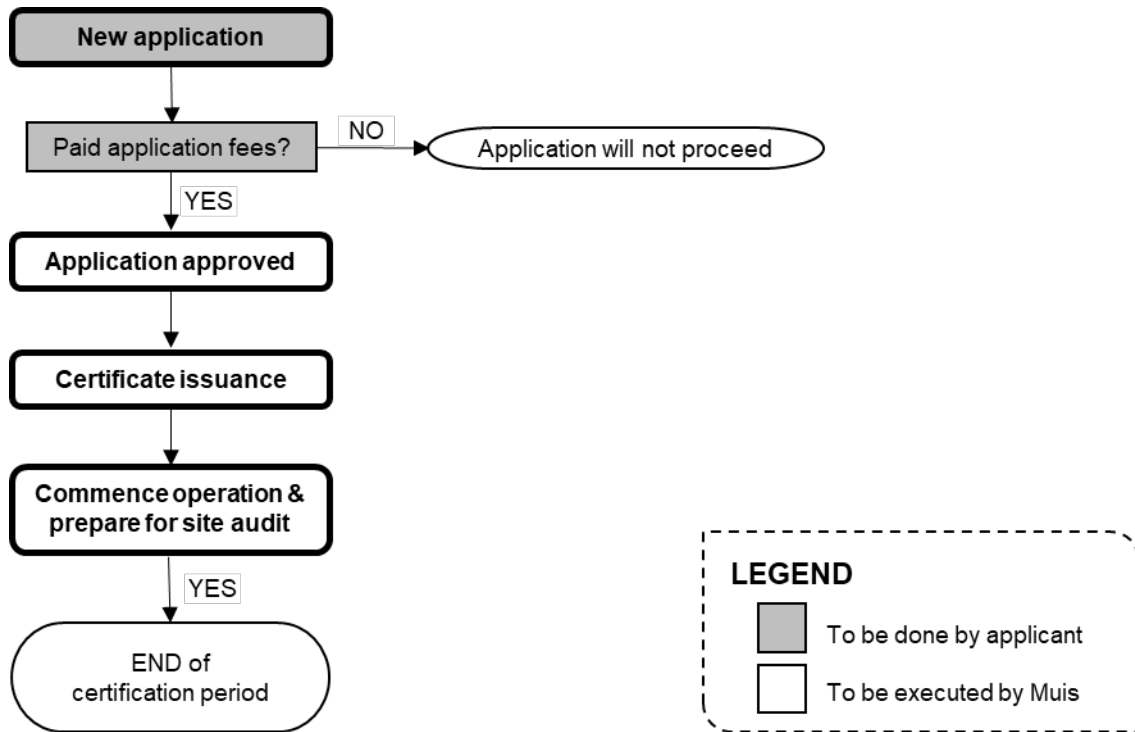 New application
Paid application fees?
NO
Application will not proceed
YES
Application approved
Certificate issuance
Commence operation &
prepare for site audit
YES
END of
certification period
LEGEND
To be done by applicant
To be executed by Muis